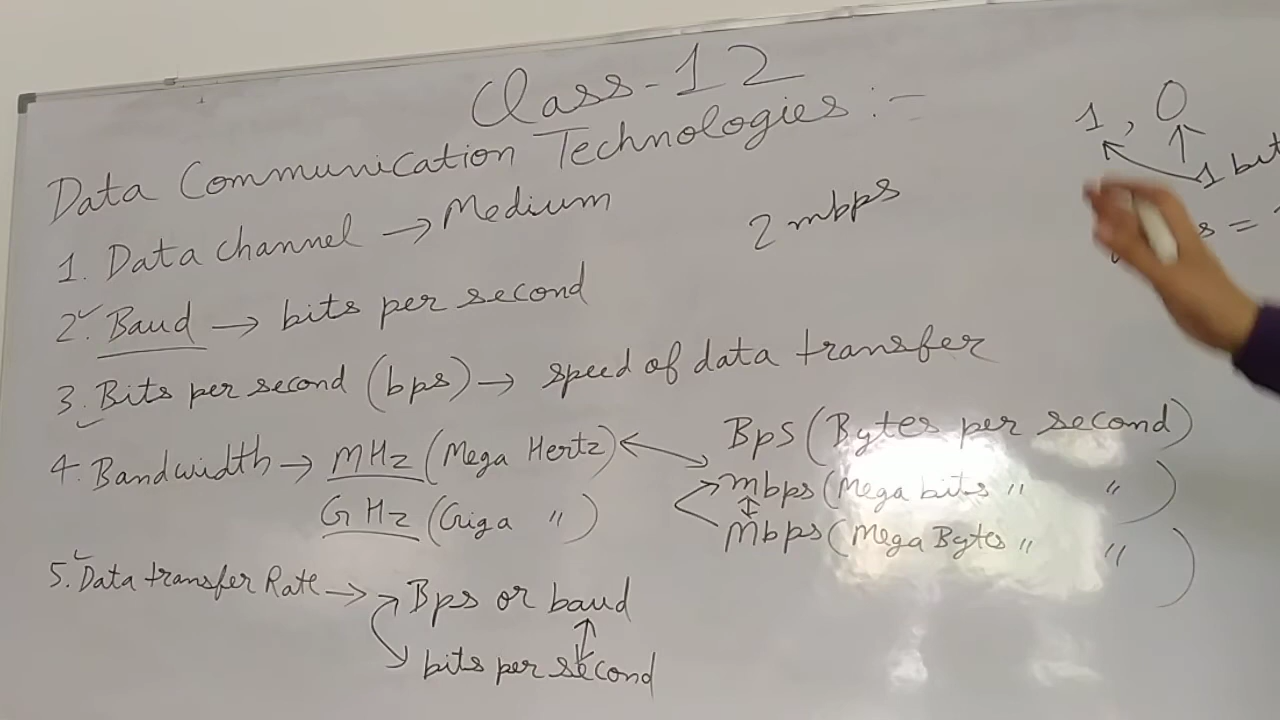 Class-12
Data Communication Technologies :-
1. Data channel → Medium
2. Baud → bits per second
3. Bits per second (bps) → speed of data transfer
4. Bandwidth → MHz (Mega Hertz)
GHz (Giga ")
5. Data transfer Rate → Bps or baud
bits per second
2 mbps
Bps (Bytes per second)
mbps (Mega bits " ")
Mbps (Mega Bytes " ")
1, 0
1 bit